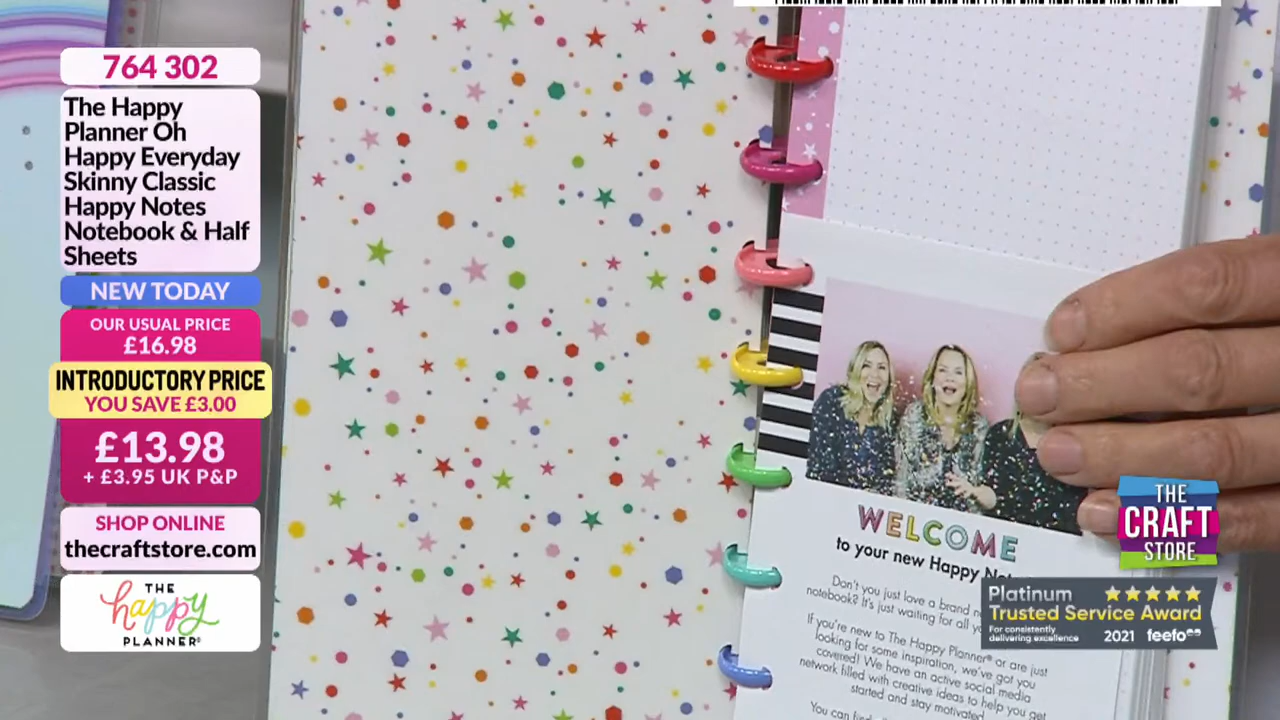 764 302
The Happy
Planner Oh
Happy Everyday
Skinny Classic
Happy Notes
Notebook & Half
Sheets
NEW TODAY
OUR USUAL PRICE
£16.98
INTRODUCTORY PRICE
YOU SAVE £3.00
£13.98
+ £3.95 UK P&P
SHOP ONLINE
thecraftstore.com
THE
happy
PLANNER®
WELCOME
to your new Happy
Don't you just love a brand
notebook? It's just waiting for all
If you're new to The Happy Planner® or are just
looking for some inspiration, we've got you
covered! We have an active social media
network filled with creative ideas to help you get
started and stay motivated.
You can
THE
CRAFT
STORE
Platinum
Trusted Service Award
For consistently
delivering excellence
2021 feefo